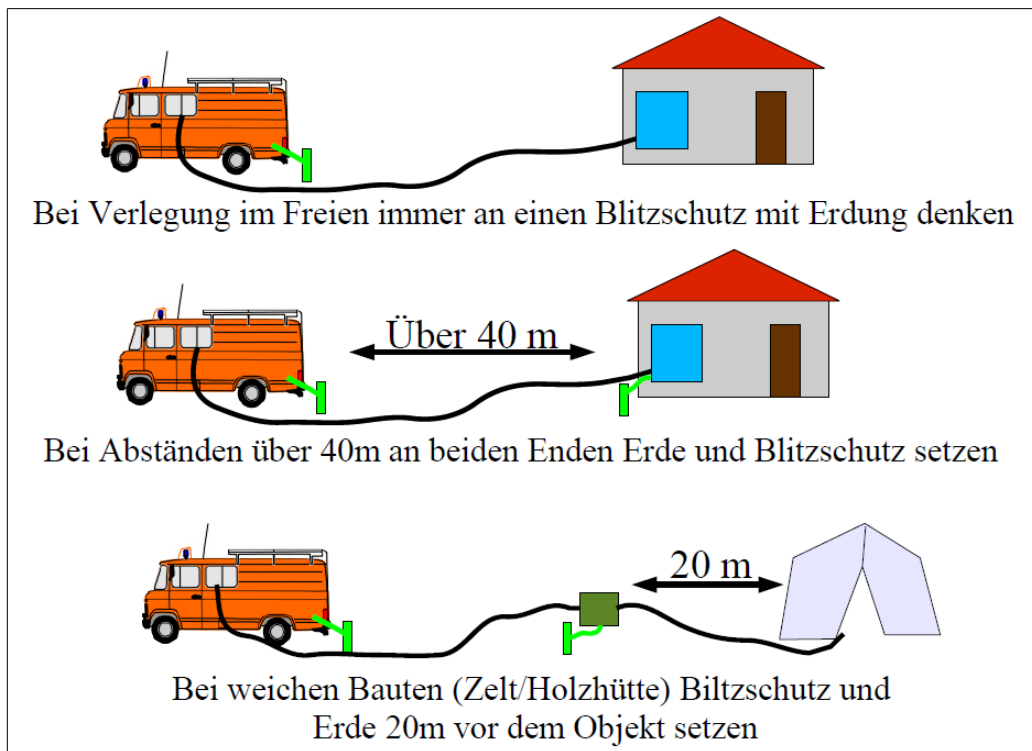 Bei Verlegung im Freien immer an einen Blitzschutz mit Erdung denken
Über 40 m
Bei Abständen über 40m an beiden Enden Erde und Blitzschutz setzen
20 m
Bei weichen Bauten (Zelt/Holzhütte) Biltzschutz und
Erde 20m vor dem Objekt setzen